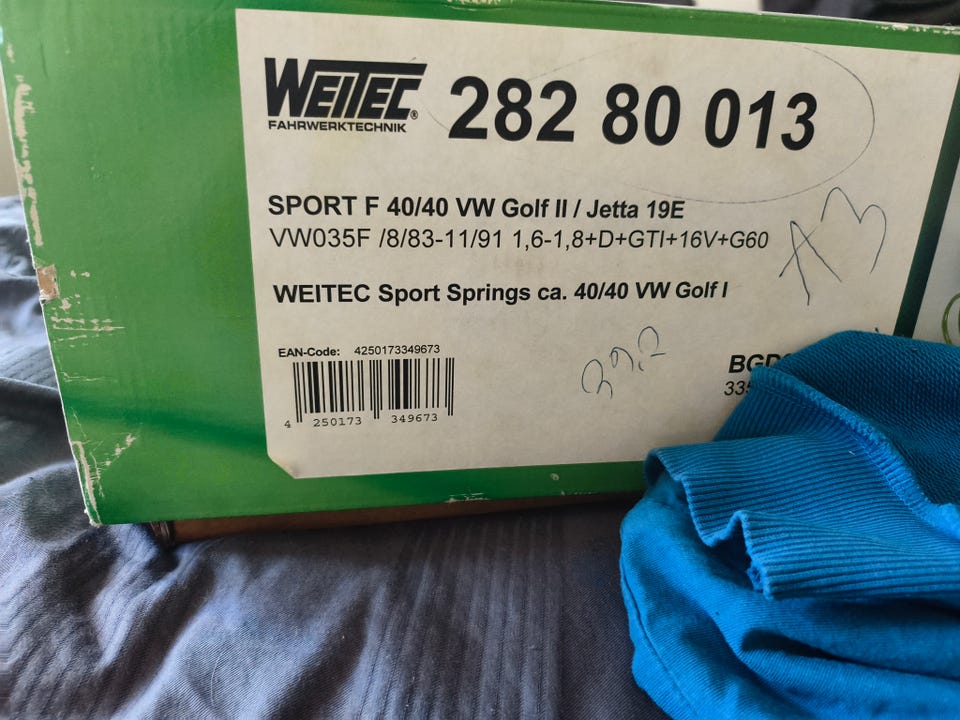 WEITEC®
FAHRWERKTECHNIK
282 80 013
SPORT F 40/40 VW Golf II / Jetta 19E
VW035F /8/83-11/91 1,6-1,8+D+GTI+16V+G60
A3
WEITEC Sport Springs ca. 40/40 VW Golf I
EAN-Code: 4250173349673
4 250173 349673